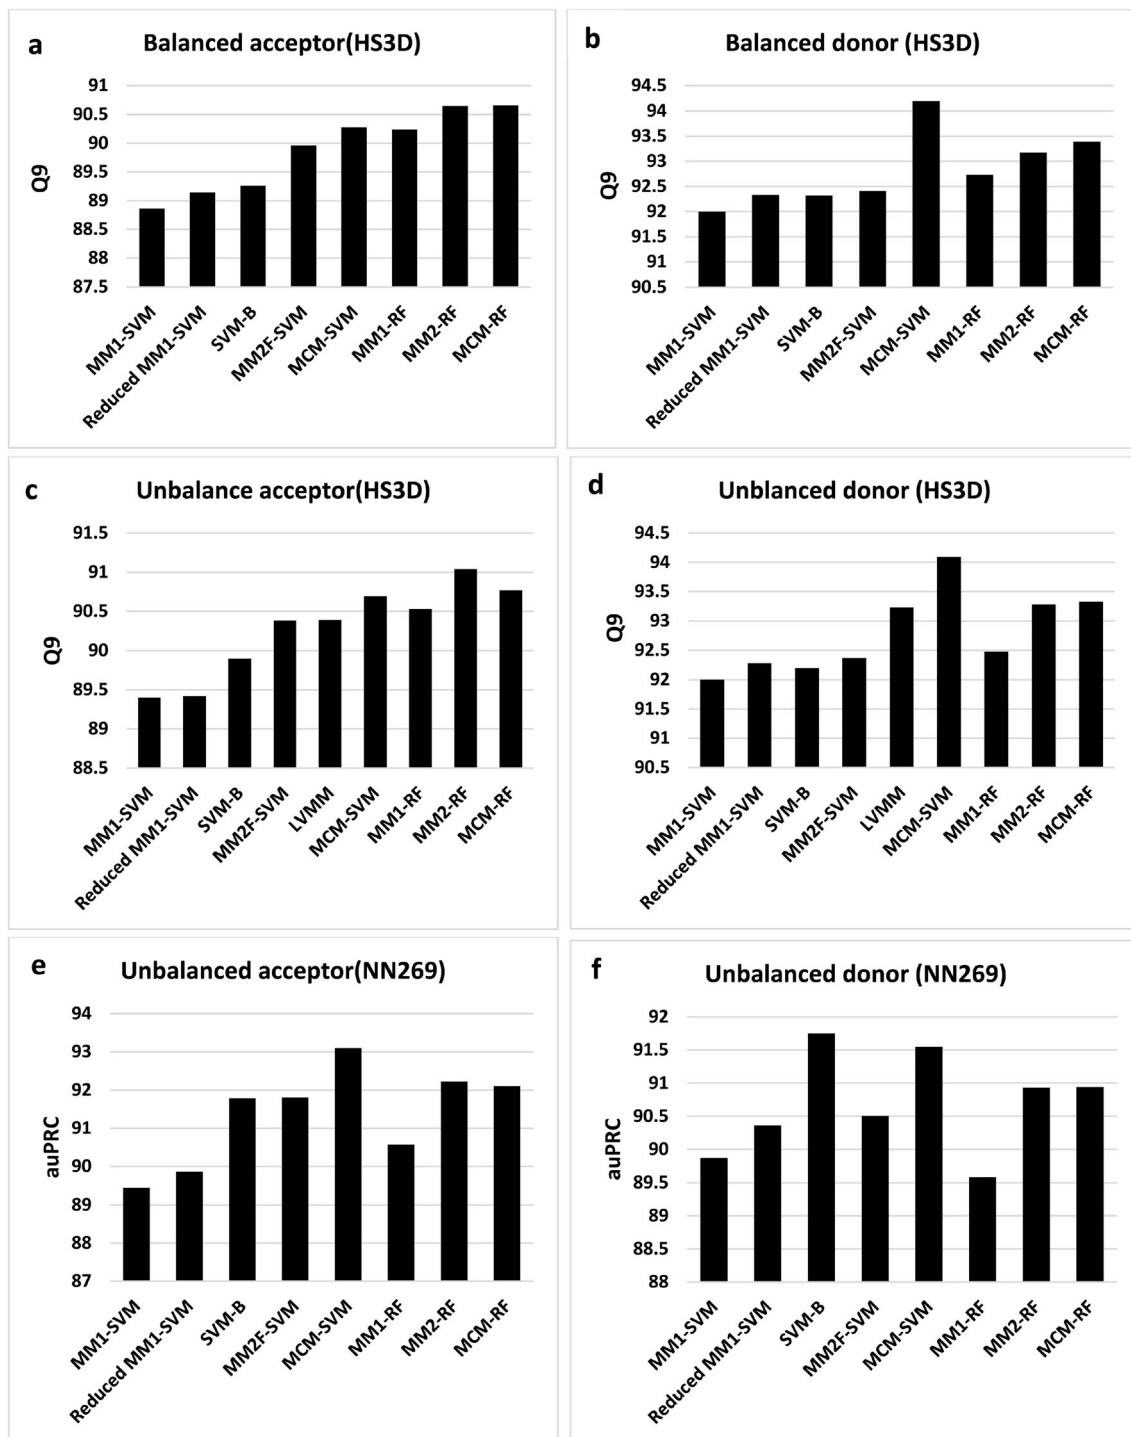 a
Balanced acceptor(HS3D)
91
90.5
90
89.5
89
88.5
88
87.5
Q9
MM1-SVM
Reduced MM1-SVM
SVM-B
MM2F-SVM
MCM-SVM
MM1-RF
MM2-RF
MCM-RF
b
Balanced donor (HS3D)
94.5
94
93.5
93
92.5
92
91.5
91
90.5
Q9
MM1-SVM
Reduced MM1-SVM
SVM-B
MM2F-SVM
MCM-SVM
MM1-RF
MM2-RF
MCM-RF
c
Unbalance acceptor(HS3D)
91.5
91
90.5
90
89.5
89
88.5
Q9
MM1-SVM
Reduced MM1-SVM
SVM-B
MM2F-SVM
LVMM
MCM-SVM
MM1-RF
MM2-RF
MCM-RF
d
Unblanced donor (HS3D)
94.5
94
93.5
93
92.5
92
91.5
91
90.5
Q9
MM1-SVM
Reduced MM1-SVM
SVM-B
MM2F-SVM
LVMM
MCM-SVM
MM1-RF
MM2-RF
MCM-RF
e
Unbalanced acceptor(NN269)
94
93
92
91
90
89
88
87
auPRC
MM1-SVM
Reduced MM1-SVM
SVM-B
MM2F-SVM
MCM-SVM
MM1-RF
MM2-RF
MCM-RF
f
Unbalanced donor (NN269)
92
91.5
91
90.5
90
89.5
89
88.5
88
auPRC
MM1-SVM
Reduced MM1-SVM
SVM-B
MM2F-SVM
MCM-SVM
MM1-RF
MM2-RF
MCM-RF